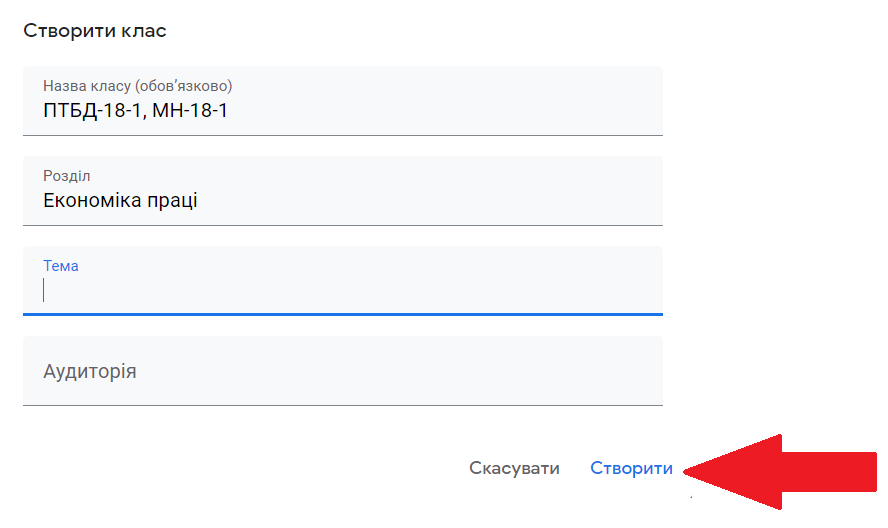 Створити клас
Назва класу (обов’язково)
ПТБД-18-1, МН-18-1
Розділ
Економіка праці
Тема
Аудиторія
Скасувати Створити